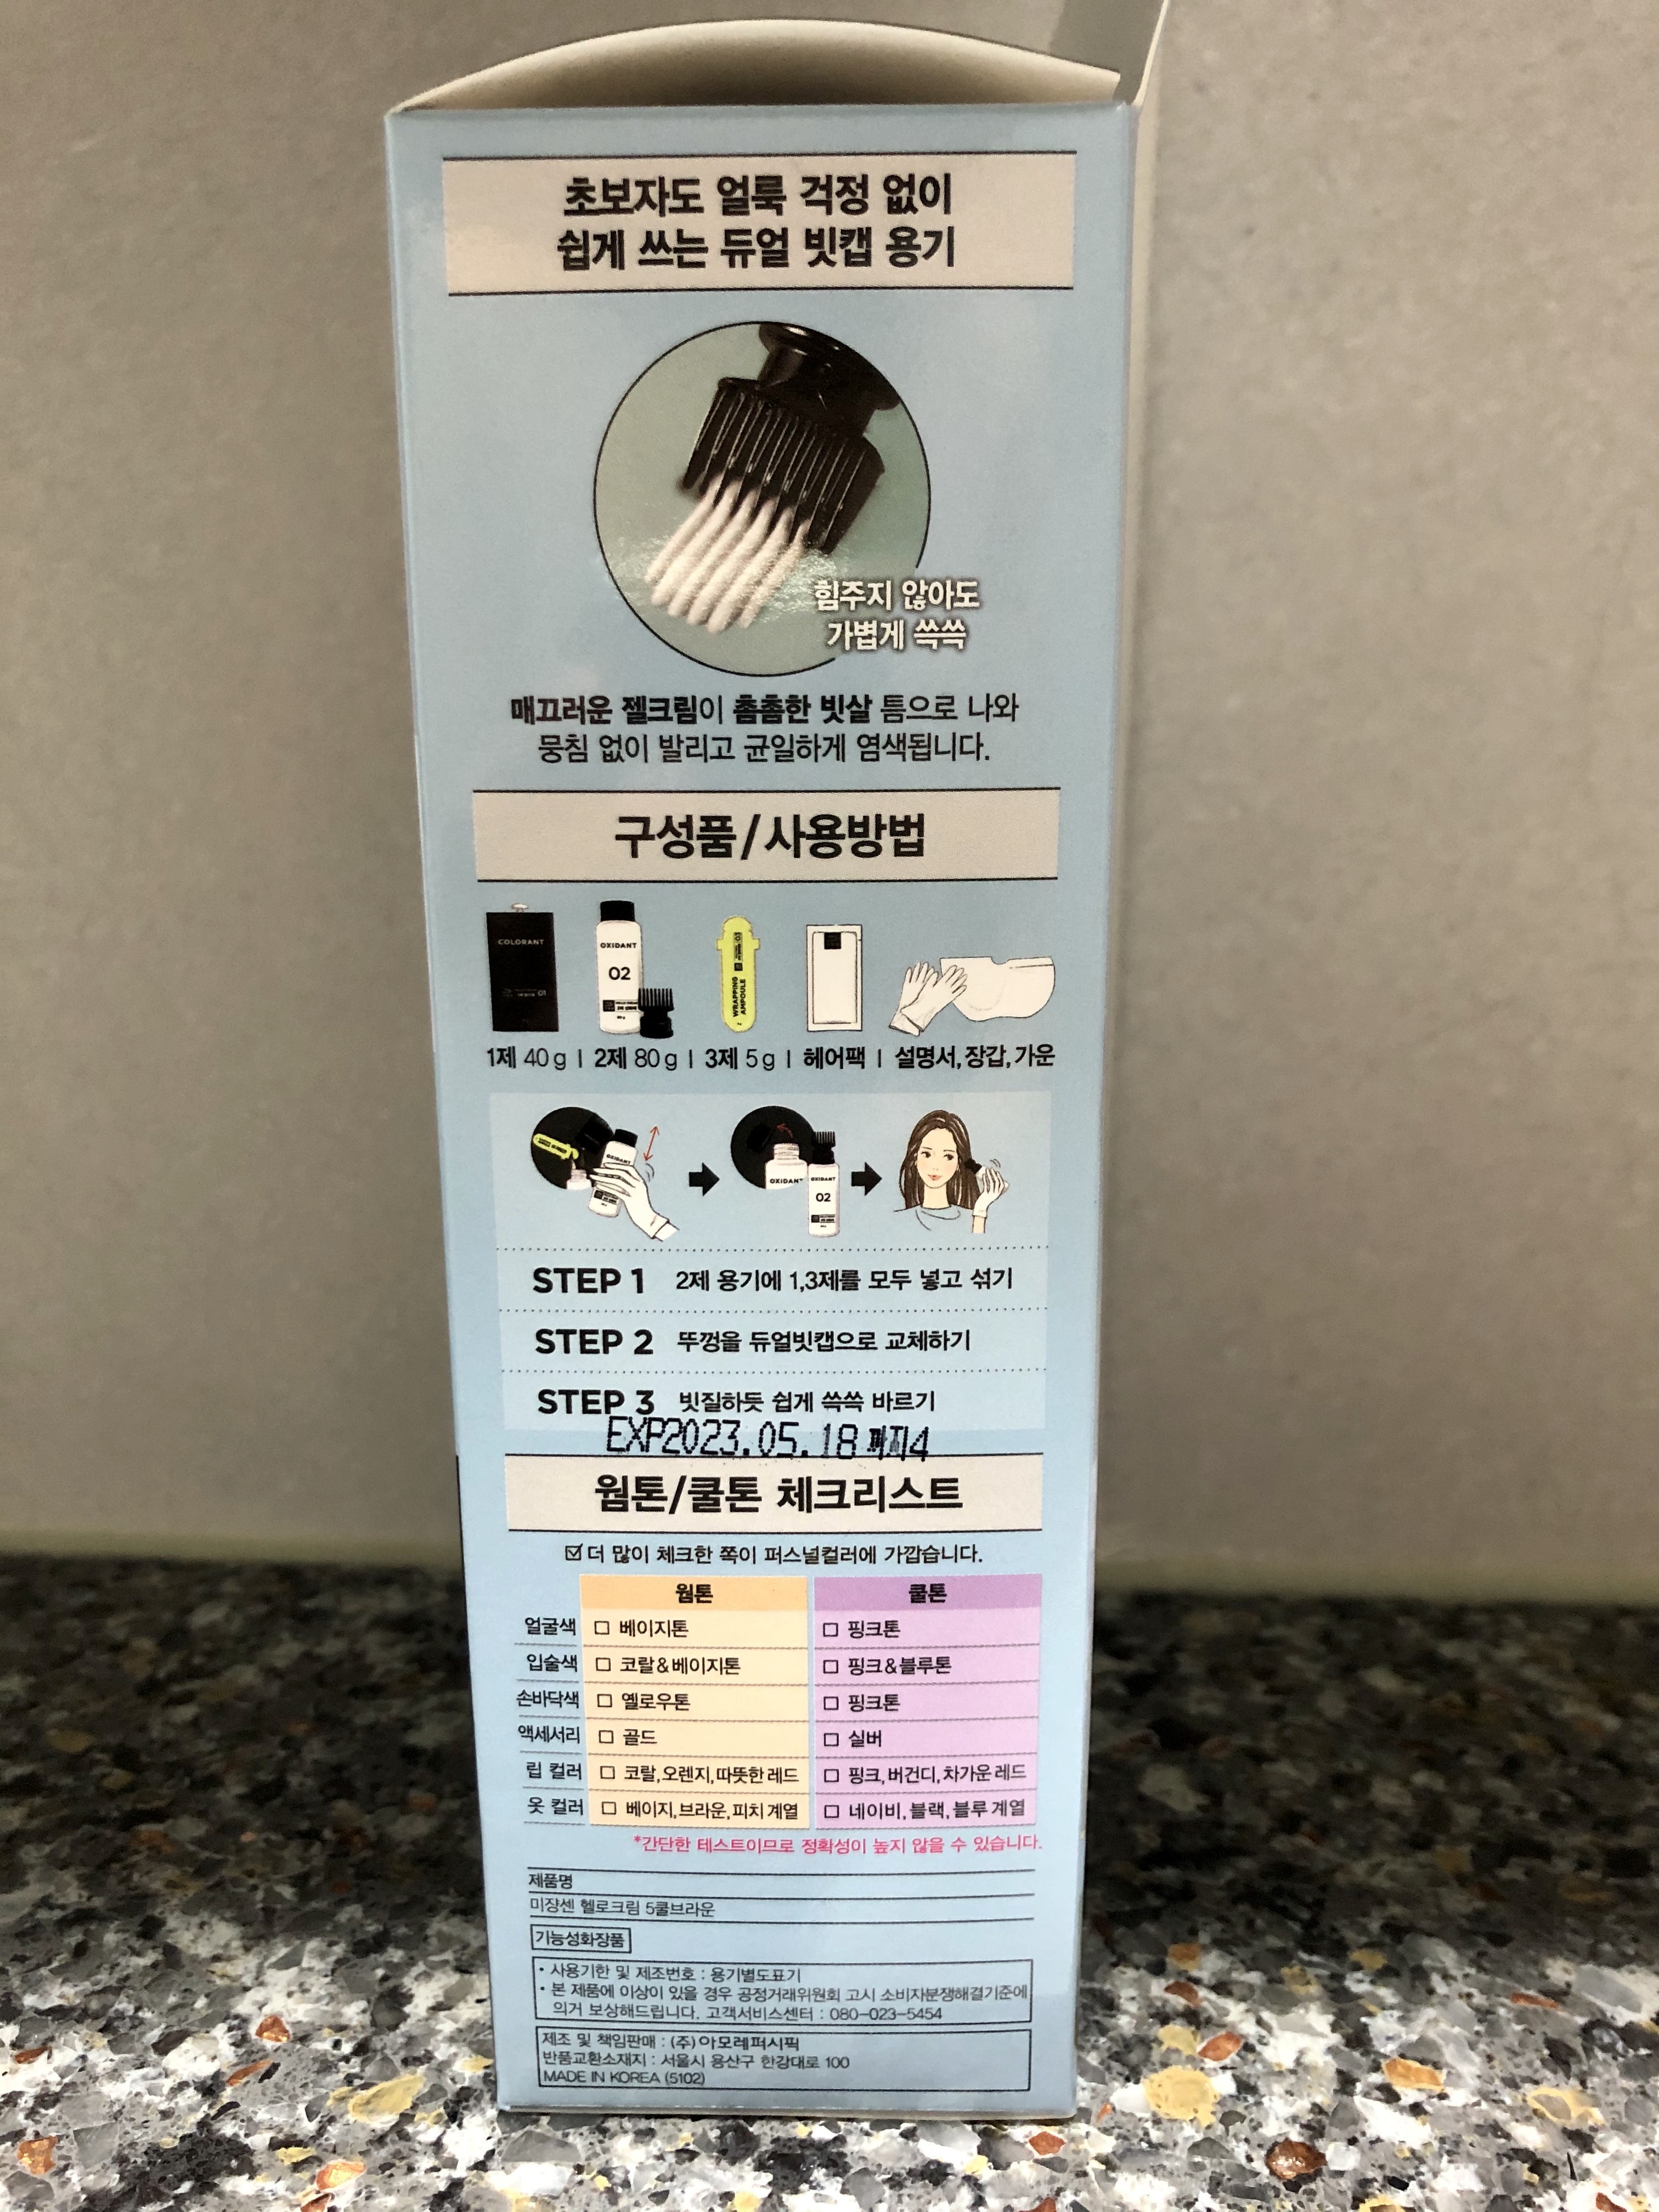 초보자도 얼룩 걱정 없이
쉽게 쓰는 듀얼 빗캡 용기
힘주지 않아도
가볍게 쓱쓱
매끄러운 젤크림이 촘촘한 빗살 틈으로 나와
뭉침 없이 발리고 균일하게 염색됩니다.
구성품/사용방법
COLORANT
01
OXIDANT
02
WRAPPING
AMPOULE
1제 40g | 2제 80g | 3제 5g | 헤어팩 | 설명서, 장갑, 가운
OXIDANT
OXIDANT
OXIDANT
02
STEP 1 2제 용기에 1,3제를 모두 넣고 섞기
STEP 2 뚜껑을 듀얼빗캡으로 교체하기
STEP 3 빗질하듯 쉽게 쓱쓱 바르기
EXP2023.05.18 까지4
웜톤/쿨톤 체크리스트
☑더 많이 체크한 쪽이 퍼스널컬러에 가깝습니다.
웜톤 쿨톤
얼굴색 □ 베이지톤 □ 핑크톤
입술색 □ 코랄&베이지톤 □ 핑크&블루톤
손바닥색 □ 옐로우톤 □ 핑크톤
액세서리 □ 골드 □ 실버
립 컬러 □ 코랄, 오렌지, 따뜻한 레드 □ 핑크, 버건디, 차가운 레드
옷 컬러 □ 베이지, 브라운, 피치 계열 □ 네이비, 블랙, 블루 계열
*간단한 테스트이므로 정확성이 높지 않을 수 있습니다.
제품명
미쟝센 헬로크림 5쿨브라운
기능성화장품
• 사용기한 및 제조번호 : 용기별도표기
• 본 제품에 이상이 있을 경우 공정거래위원회 고시 소비자분쟁해결기준에
의거 보상해드립니다. 고객서비스센터 : 080-023-5454
제조 및 책임판매 : (주)아모레퍼시픽
반품교환소재지 : 서울시 용산구 한강대로 100
MADE IN KOREA (5102)